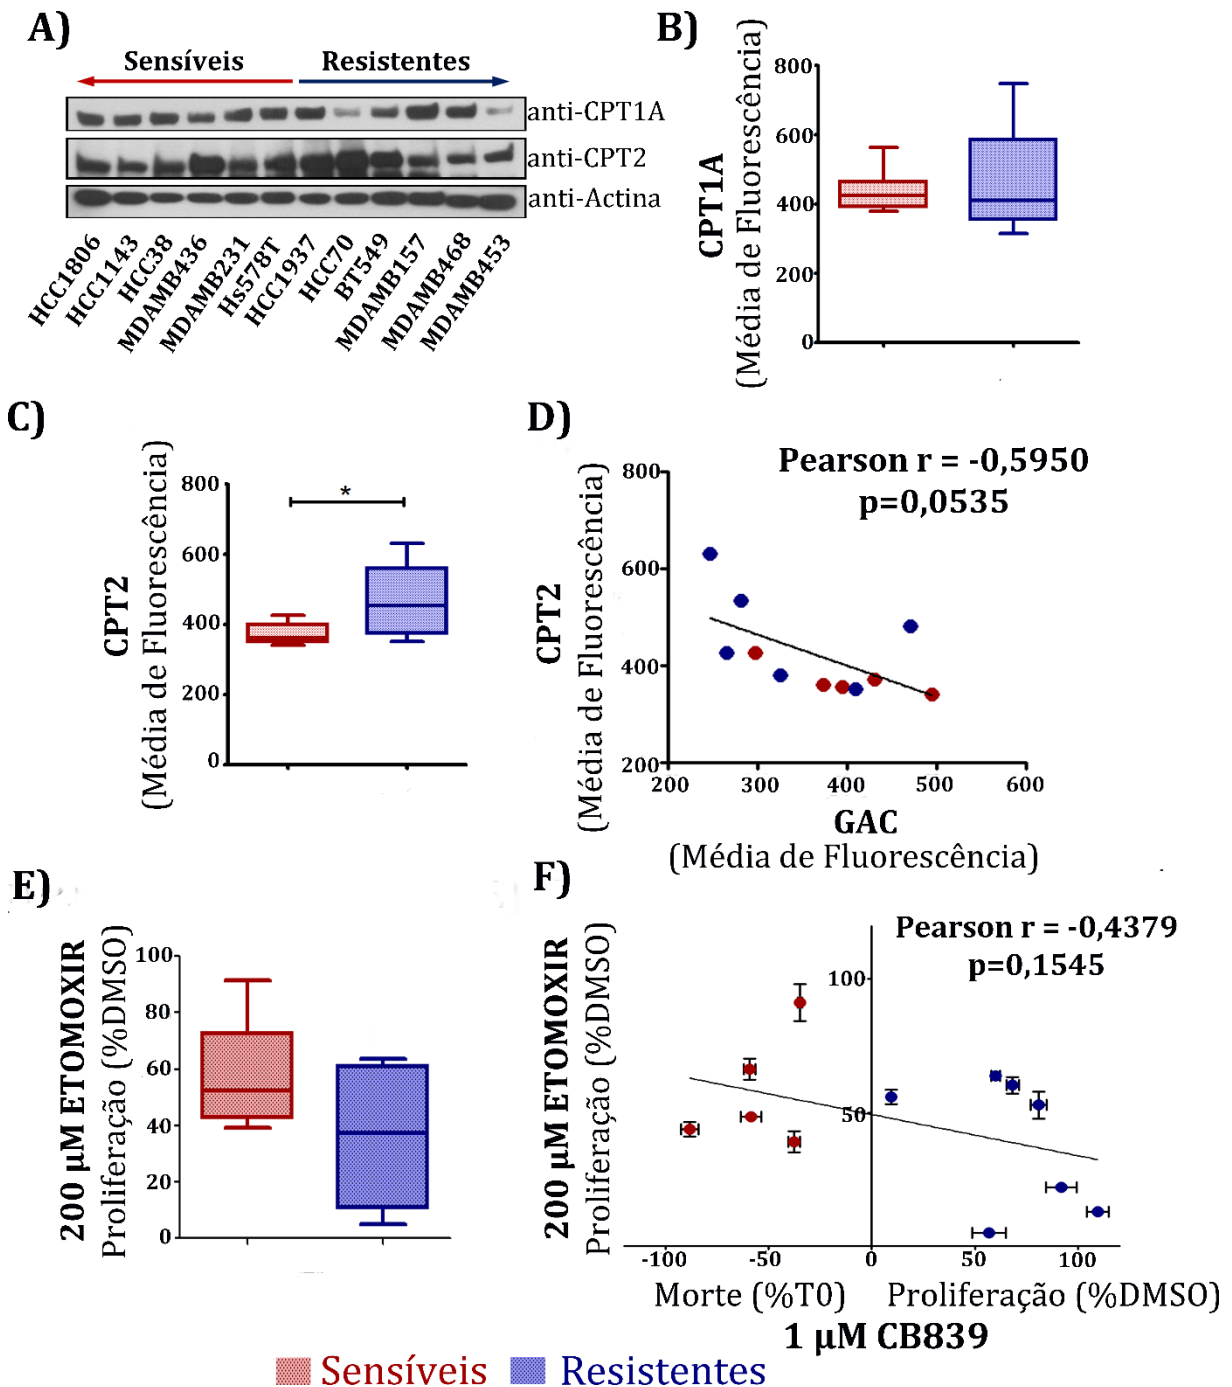 A)
Sensíveis Resistentes
anti-CPT1A
anti-CPT2
anti-Actina
HCC1806
HCC1143
HCC38
MDAMB436
MDAMB231
Hs578T
HCC1937
HCC70
BT549
MDAMB157
MDAMB468
MDAMB453
B)
CPT1A
(Média de Fluorescência)
800
600
400
200
0
C)
CPT2
(Média de Fluorescência)
800
600
400
200
0
*
D)
Pearson r = -0,5950
p=0,0535
CPT2
(Média de Fluorescência)
800
600
400
200
200 300 400 500 600
GAC
(Média de Fluorescência)
E)
200 µM ETOMOXIR
Proliferação (%DMSO)
100
80
60
40
20
0
F)
Pearson r = -0,4379
p=0,1545
200 µM ETOMOXIR
Proliferação (%DMSO)
100
50
-100 -50 0 50 100
Morte (%T0) Proliferação (%DMSO)
1 µM CB839
Sensíveis Resistentes